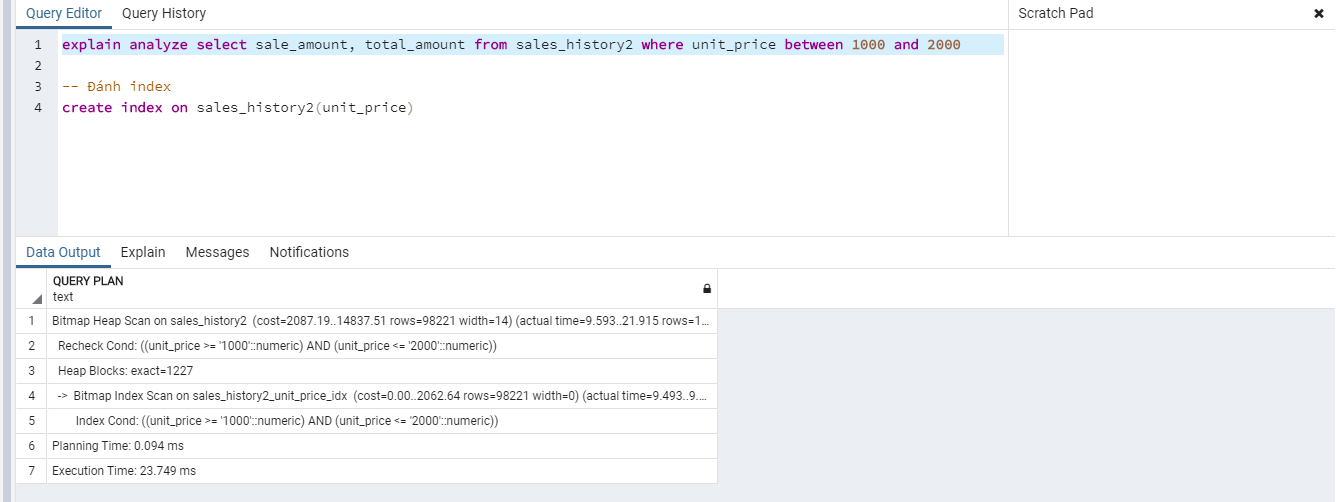 Query Editor Query History
Scratch Pad ✖
1 explain analyze select sale_amount, total_amount from sales_history2 where unit_price between 1000 and 2000
2
3 -- Đánh index
4 create index on sales_history2(unit_price)
Data Output Explain Messages Notifications
QUERY PLAN
text
1 Bitmap Heap Scan on sales_history2 (cost=2087.19..14837.51 rows=98221 width=14) (actual time=9.593..21.915 rows=1...
2 Recheck Cond: ((unit_price >= '1000'::numeric) AND (unit_price <= '2000'::numeric))
3 Heap Blocks: exact=1227
4 -> Bitmap Index Scan on sales_history2_unit_price_idx (cost=0.00..2062.64 rows=98221 width=0) (actual time=9.493..9....
5 Index Cond: ((unit_price >= '1000'::numeric) AND (unit_price <= '2000'::numeric))
6 Planning Time: 0.094 ms
7 Execution Time: 23.749 ms